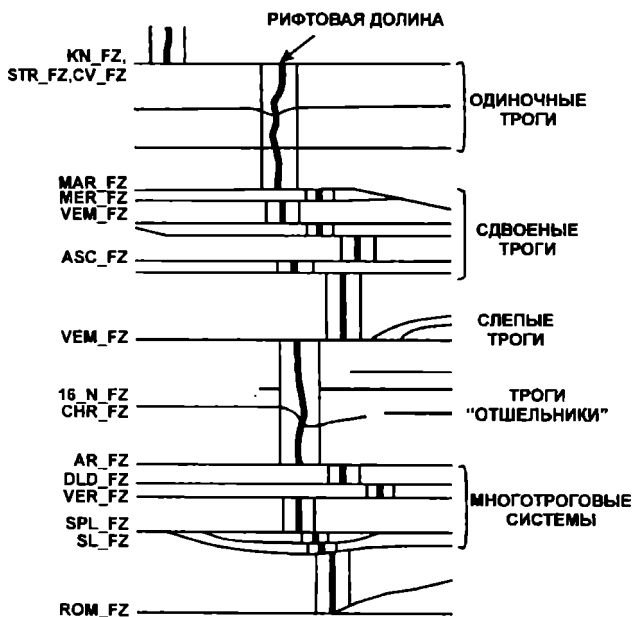 РИФТОВАЯ ДОЛИНА
KN_FZ,
STR_FZ,CV_FZ
ОДИНОЧНЫЕ
ТРОГИ
MAR_FZ
MER_FZ
VEM_FZ
СДВОЕНЫЕ
ТРОГИ
ASC_FZ
СЛЕПЫЕ
ТРОГИ
VEM_FZ
16_N_FZ
CHR_FZ
ТРОГИ
"ОТШЕЛЬНИКИ"
AR_FZ
DLD_FZ
VER_FZ
МНОГОТРОГОВЫЕ
СИСТЕМЫ
SPL_FZ
SL_FZ
ROM_FZ